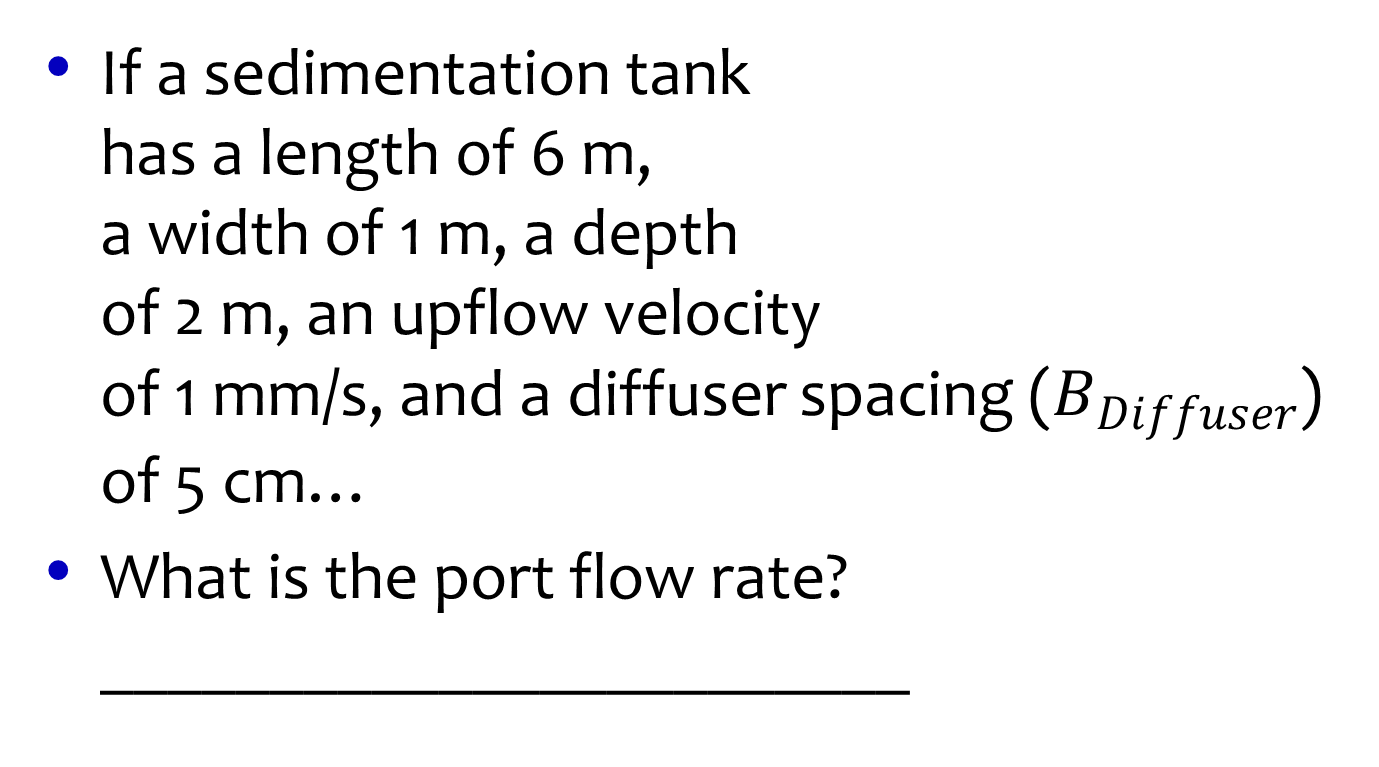 • If a sedimentation tank
has a length of 6 m,
a width of 1 m, a depth
of 2 m, an upflow velocity
of 1 mm/s, and a diffuser spacing (B_Diffuser)
of 5 cm…
• What is the port flow rate?
________________________